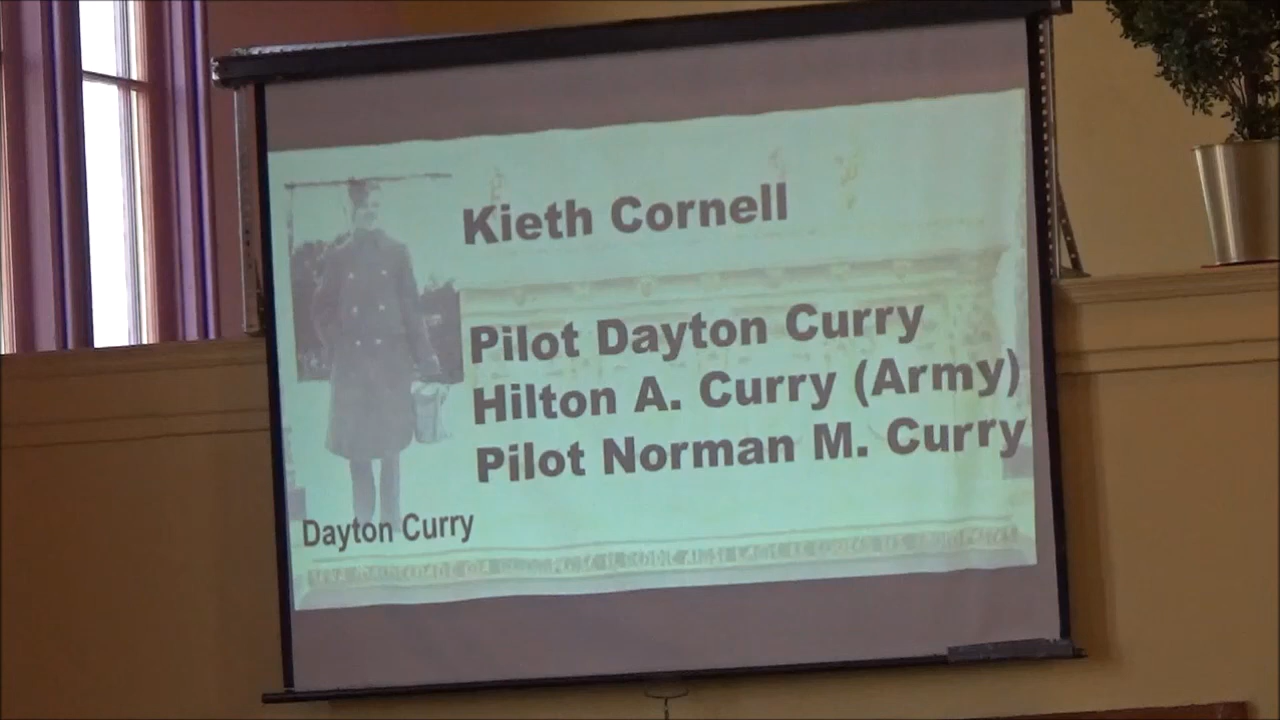 Kieth Cornell
Pilot Dayton Curry
Hilton A. Curry (Army)
Pilot Norman M. Curry
Dayton Curry